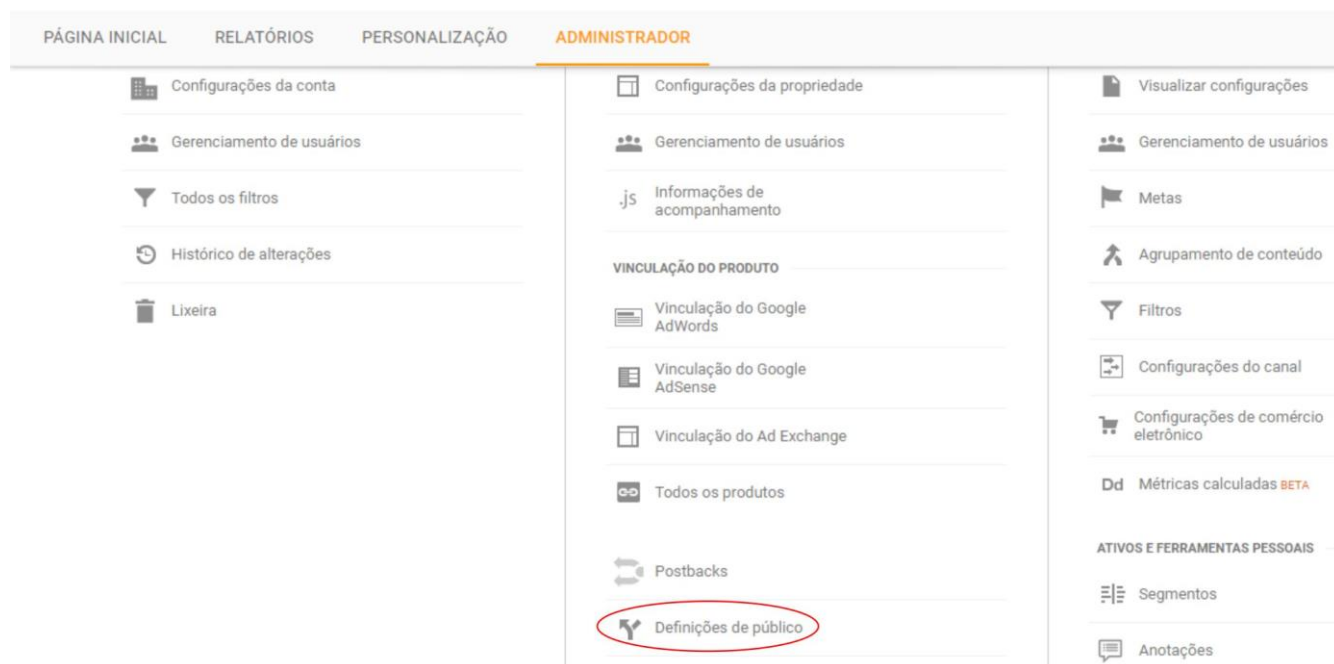 PÁGINA INICIAL RELATÓRIOS PERSONALIZAÇÃO ADMINISTRADOR
Configurações da conta
Gerenciamento de usuários
Todos os filtros
Histórico de alterações
Lixeira
Configurações da propriedade
Gerenciamento de usuários
.js Informações de
acompanhamento
VINCULAÇÃO DO PRODUTO
Vinculação do Google
AdWords
Vinculação do Google
AdSense
Vinculação do Ad Exchange
Todos os produtos
Postbacks
Definições de público
Visualizar configurações
Gerenciamento de usuários
Metas
Agrupamento de conteúdo
Filtros
Configurações do canal
Configurações de comércio
eletrônico
Dd Métricas calculadas BETA
ATIVOS E FERRAMENTAS PESSOAIS
Segmentos
Anotações